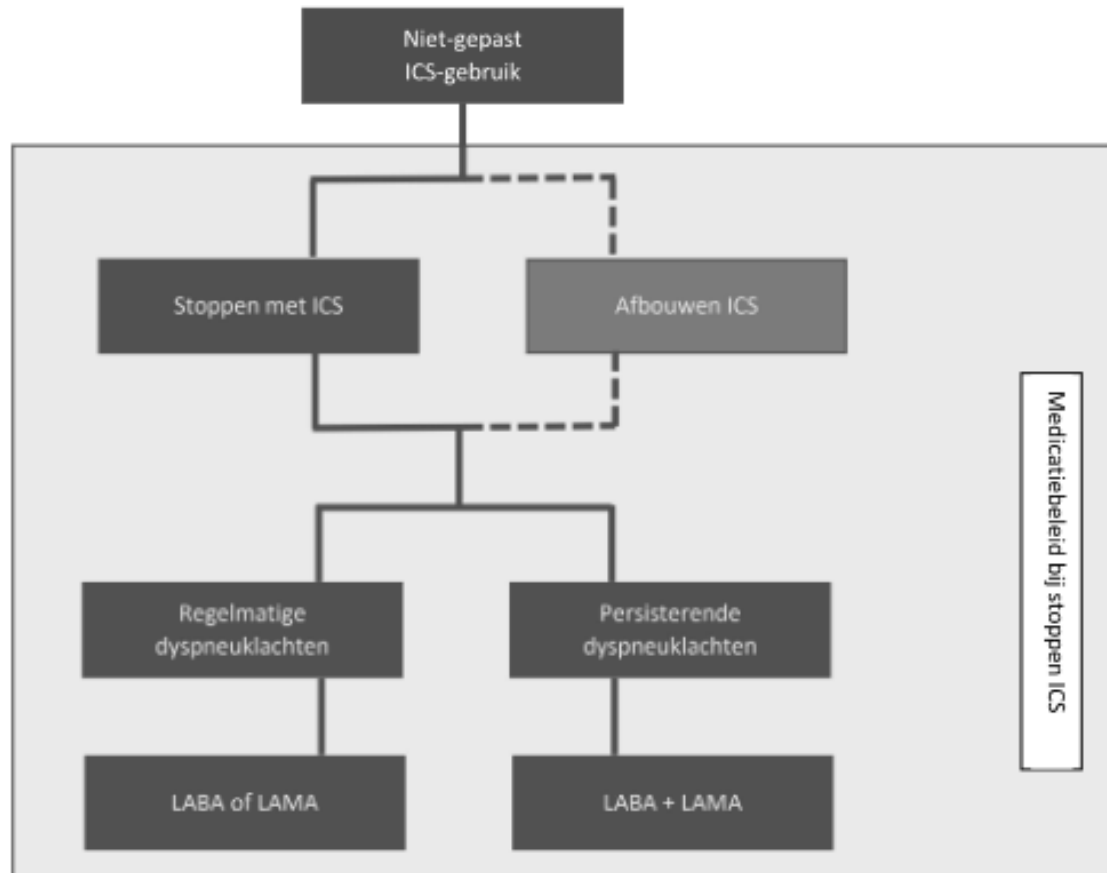 Niet-gepast
ICS-gebruik
Stoppen met ICS
Afbouwen ICS
Medicatiebeleid bij stoppen ICS
Regelmatige
dyspneuklachten
Persisterende
dyspneuklachten
LABA of LAMA
LABA + LAMA